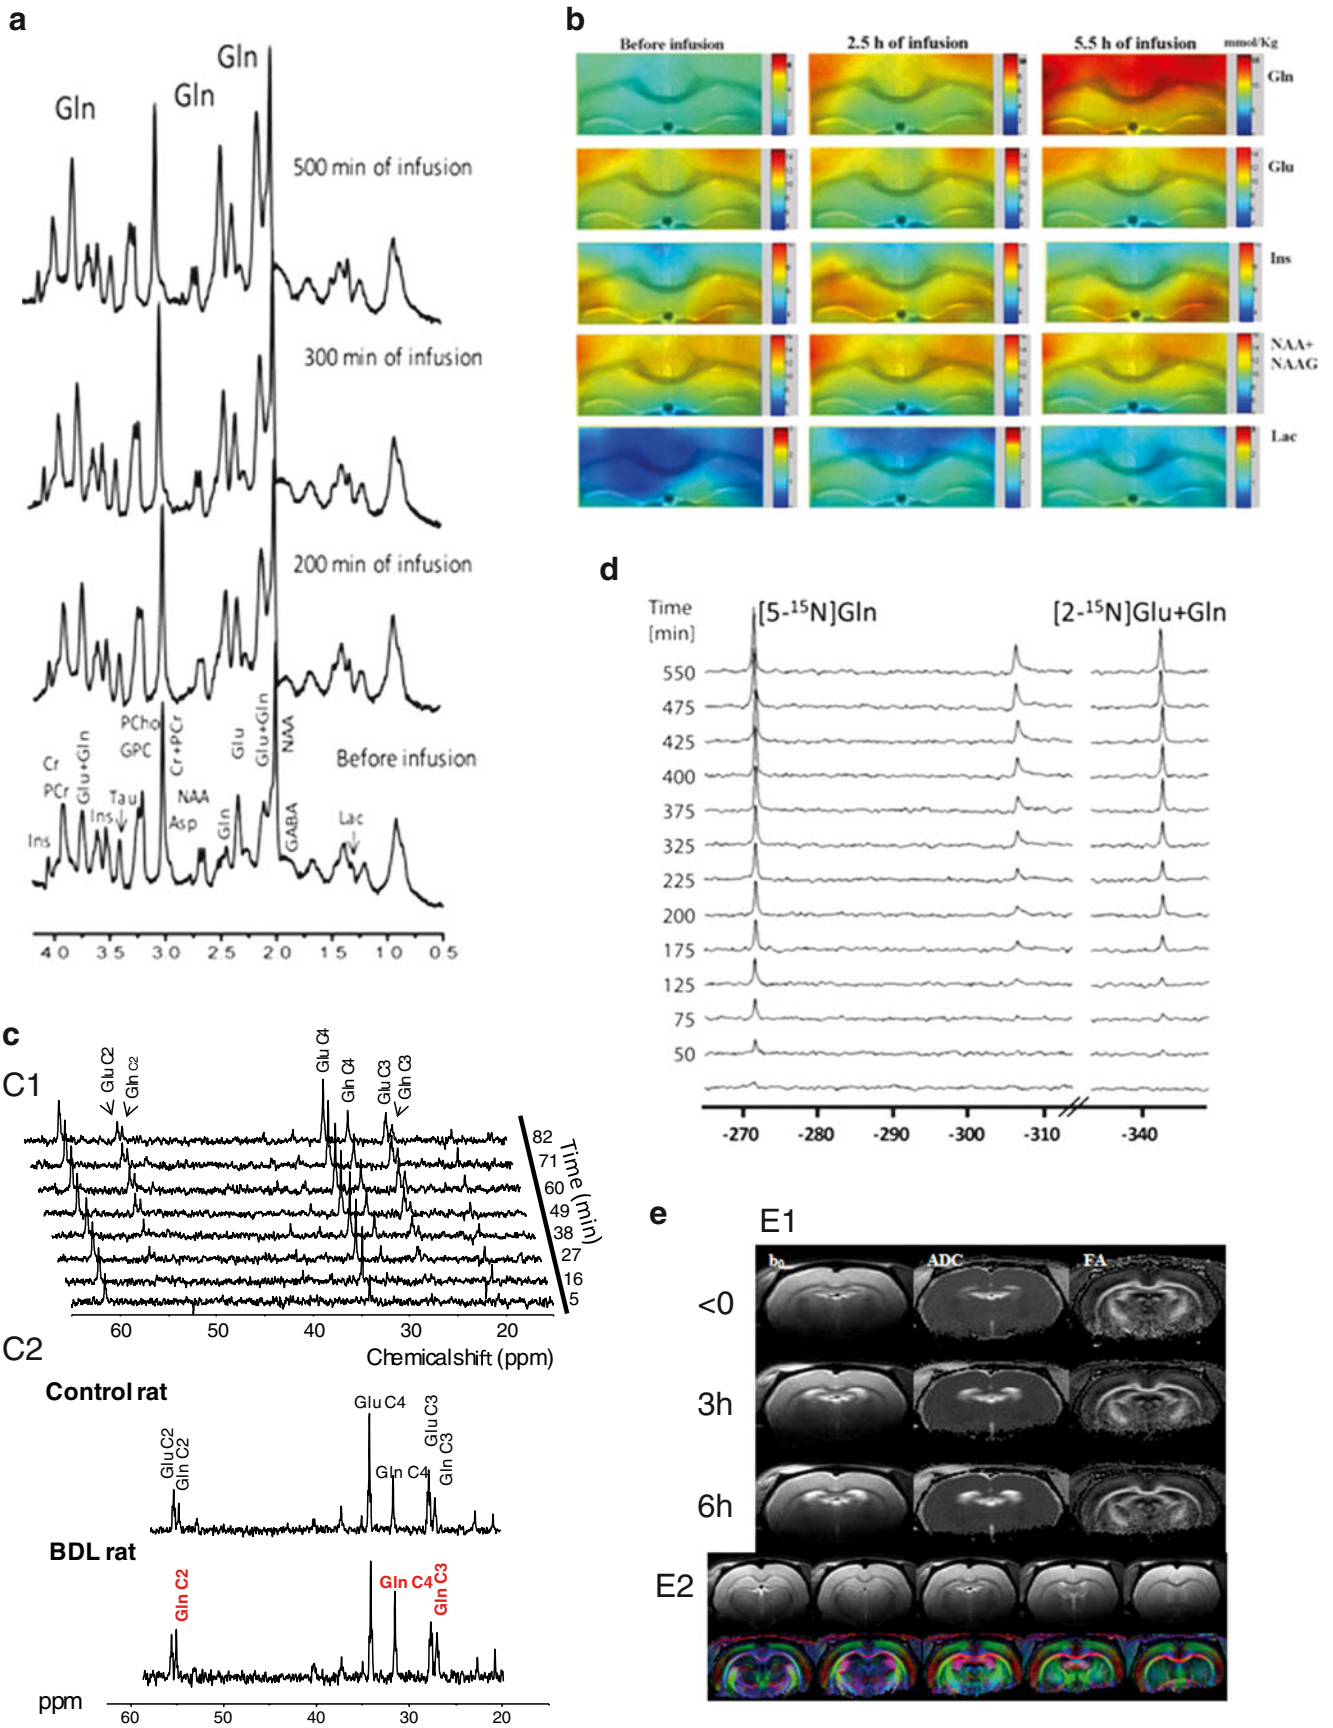 a
Gln
Gln
Gln
500 min of infusion
300 min of infusion
200 min of infusion
Before infusion
Ins
Cr
PCr
Glu+Gln
Ins
Tau
PCho
GPC
Cr+PCr
NAA
Asp
Gln
Glu
Glu+Gln
NAA
GABA
Lac
4 0 3 5 3.0 2.5 2.0 1.5 1 0 0 5
b
Before infusion 2.5 h of infusion 5.5 h of infusion mmol/Kg
Gln
Glu
Ins
NAA+
NAAG
Lac
c
C1
Glu C2
Gln C2
Glu C4
Gln C4
Glu C3
Gln C3
82
71
60
49
38
27
16
5
Time (min)
60 50 40 30 20
Chemicalshift (ppm)
C2
Control rat
Glu C2
Gln C2
Glu C4
Gln C4
Glu C3
Gln C3
BDL rat
Gln C2
Gln C4
Gln C3
ppm
60 50 40 30 20
d
Time
[min]
[5-15N]Gln
[2-15N]Glu+Gln
550
475
425
400
375
325
225
200
175
125
75
50
-270 -280 -290 -300 -310 -340
e
E1
b0 ADC FA
<0
3h
6h
E2